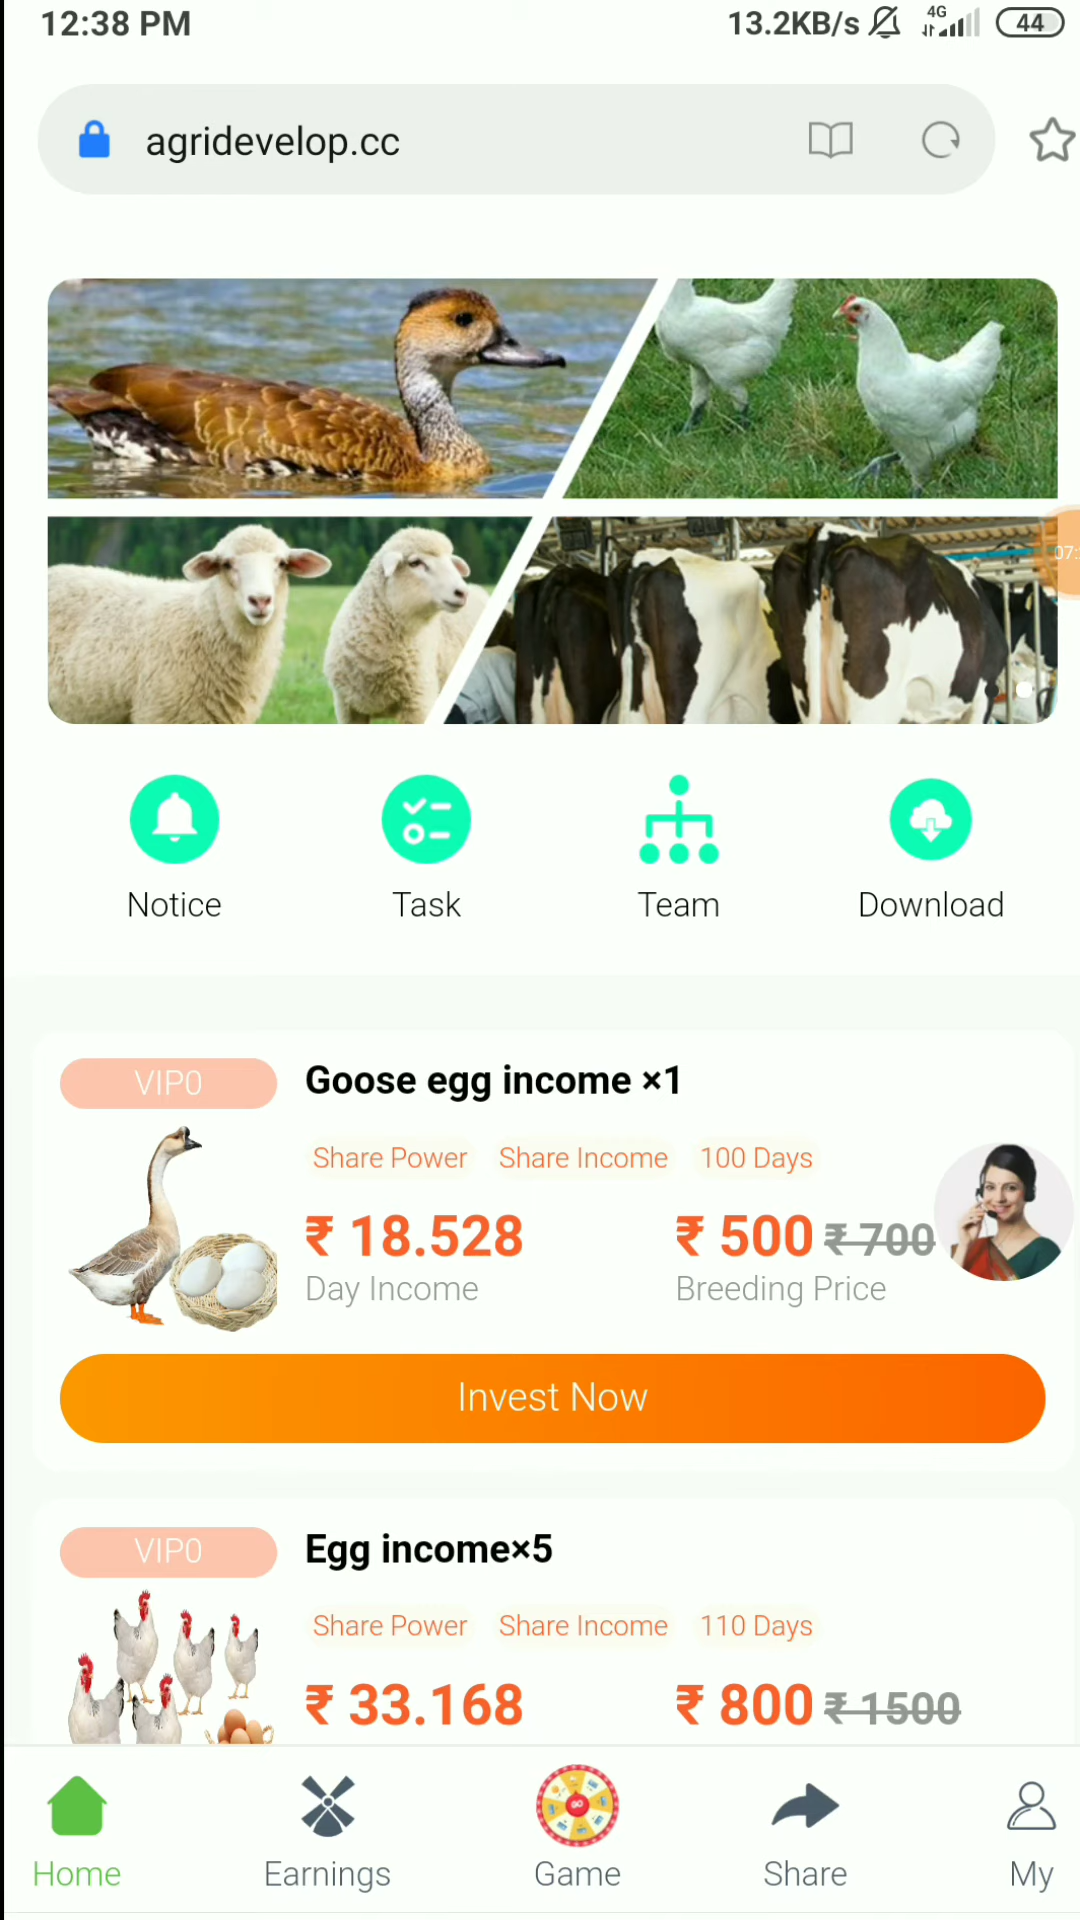 12:38 PM
13.2KB/s 4G 44
agridevelop.cc
07:
Notice Task Team Download
VIP0
Goose egg income ×1
Share Power Share Income 100 Days
₹ 18.528 ₹ 500 ₹ 700
Day Income Breeding Price
Invest Now
VIP0
Egg income×5
Share Power Share Income 110 Days
₹ 33.168 ₹ 800 ₹ 1500
GO
Home Earnings Game Share My